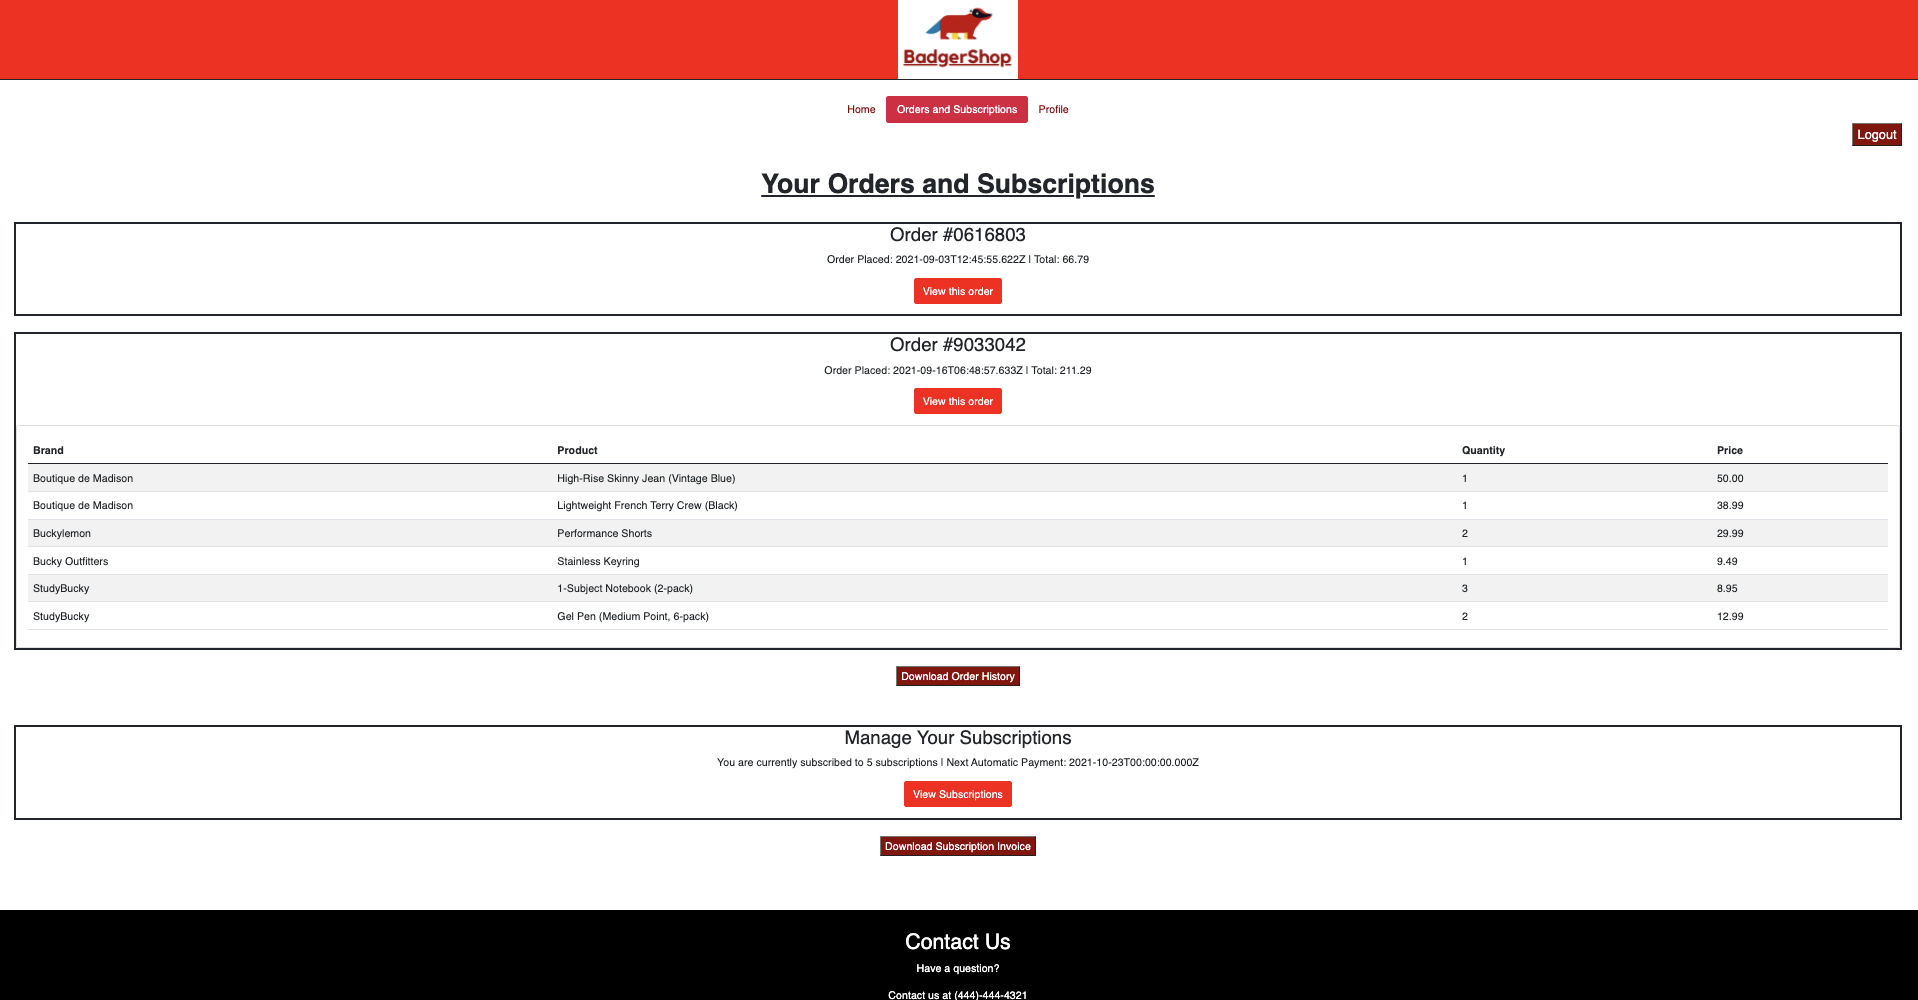 BadgerShop
Home Orders and Subscriptions Profile
Logout
Your Orders and Subscriptions
Order #0616803
Order Placed: 2021-09-03T12:45:55.622Z | Total: 66.79
View this order
Order #9033042
Order Placed: 2021-09-16T06:48:57.633Z | Total: 211.29
View this order
Brand Product Quantity Price
Boutique de Madison High-Rise Skinny Jean (Vintage Blue) 1 50.00
Boutique de Madison Lightweight French Terry Crew (Black) 1 38.99
Buckylemon Performance Shorts 2 29.99
Bucky Outfitters Stainless Keyring 1 9.49
StudyBucky 1-Subject Notebook (2-pack) 3 8.95
StudyBucky Gel Pen (Medium Point, 6-pack) 2 12.99
Download Order History
Manage Your Subscriptions
You are currently subscribed to 5 subscriptions | Next Automatic Payment: 2021-10-23T00:00:00.000Z
View Subscriptions
Download Subscription Invoice
Contact Us
Have a question?
Contact us at (444)-444-4321